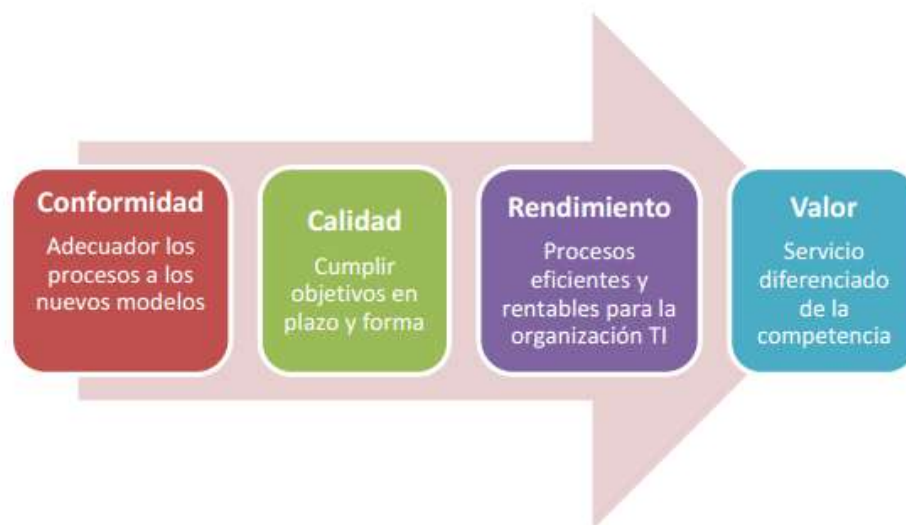 Conformidad
Adecuador los
procesos a los
nuevos modelos
Calidad
Cumplir
objetivos en
plazo y forma
Rendimiento
Procesos
eficientes y
rentables para la
organización TI
Valor
Servicio
diferenciado
de la
competencia